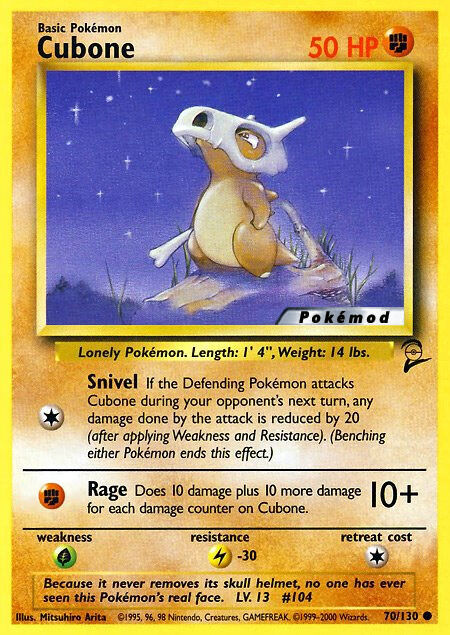 Basic Pokémon
Cubone
50 HP
Pokémod
Lonely Pokémon. Length: 1' 4", Weight: 14 lbs.
Snivel If the Defending Pokémon attacks
Cubone during your opponent's next turn, any
damage done by the attack is reduced by 20
(after applying Weakness and Resistance). (Benching
either Pokémon ends this effect.)
Rage Does 10 damage plus 10 more damage
for each damage counter on Cubone.
10+
weakness resistance retreat cost
-30
Because it never removes its skull helmet, no one has ever
seen this Pokémon's real face. LV. 13 #104
Illus. Mitsuhiro Arita ©1995, 96, 98 Nintendo, Creatures, GAMEFREAK. ©1999-2000 Wizards. 70/130